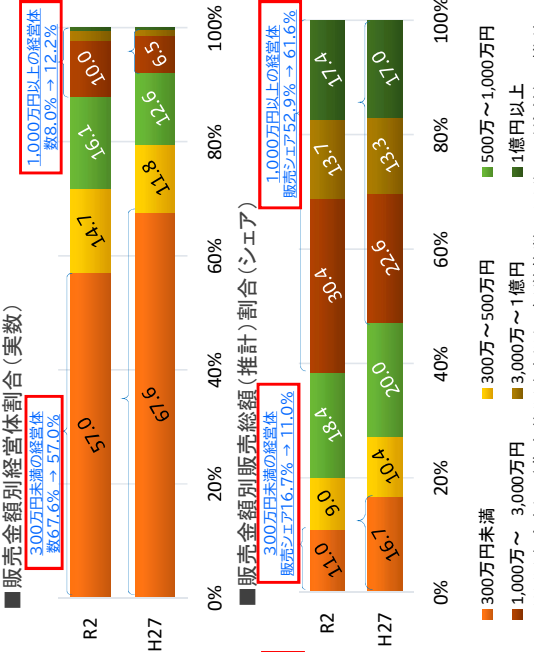 ■販売金額別経営体割合(実数)
300万円未満の経営体
数67.6% → 57.0%
1,000万円以上の経営体
数8.0% → 12.2%
R2
57.0
14.7
16.1
10.0
H27
67.6
11.8
12.6
6.5
0%
20%
40%
60%
80%
100%
■販売金額別販売総額(推計)割合(シェア)
300万円未満の経営体
販売シェア16.7% → 11.0%
1,000万円以上の経営体
販売シェア52.9% → 61.6%
R2
11.0
9.0
18.4
30.4
13.7
17.4
H27
16.7
10.4
20.0
22.6
13.3
17.0
0%
20%
40%
60%
80%
100%
300万円未満
300万~500万円
500万~1,000万円
1,000万~ 3,000万円
3,000万~1億円
1億円以上